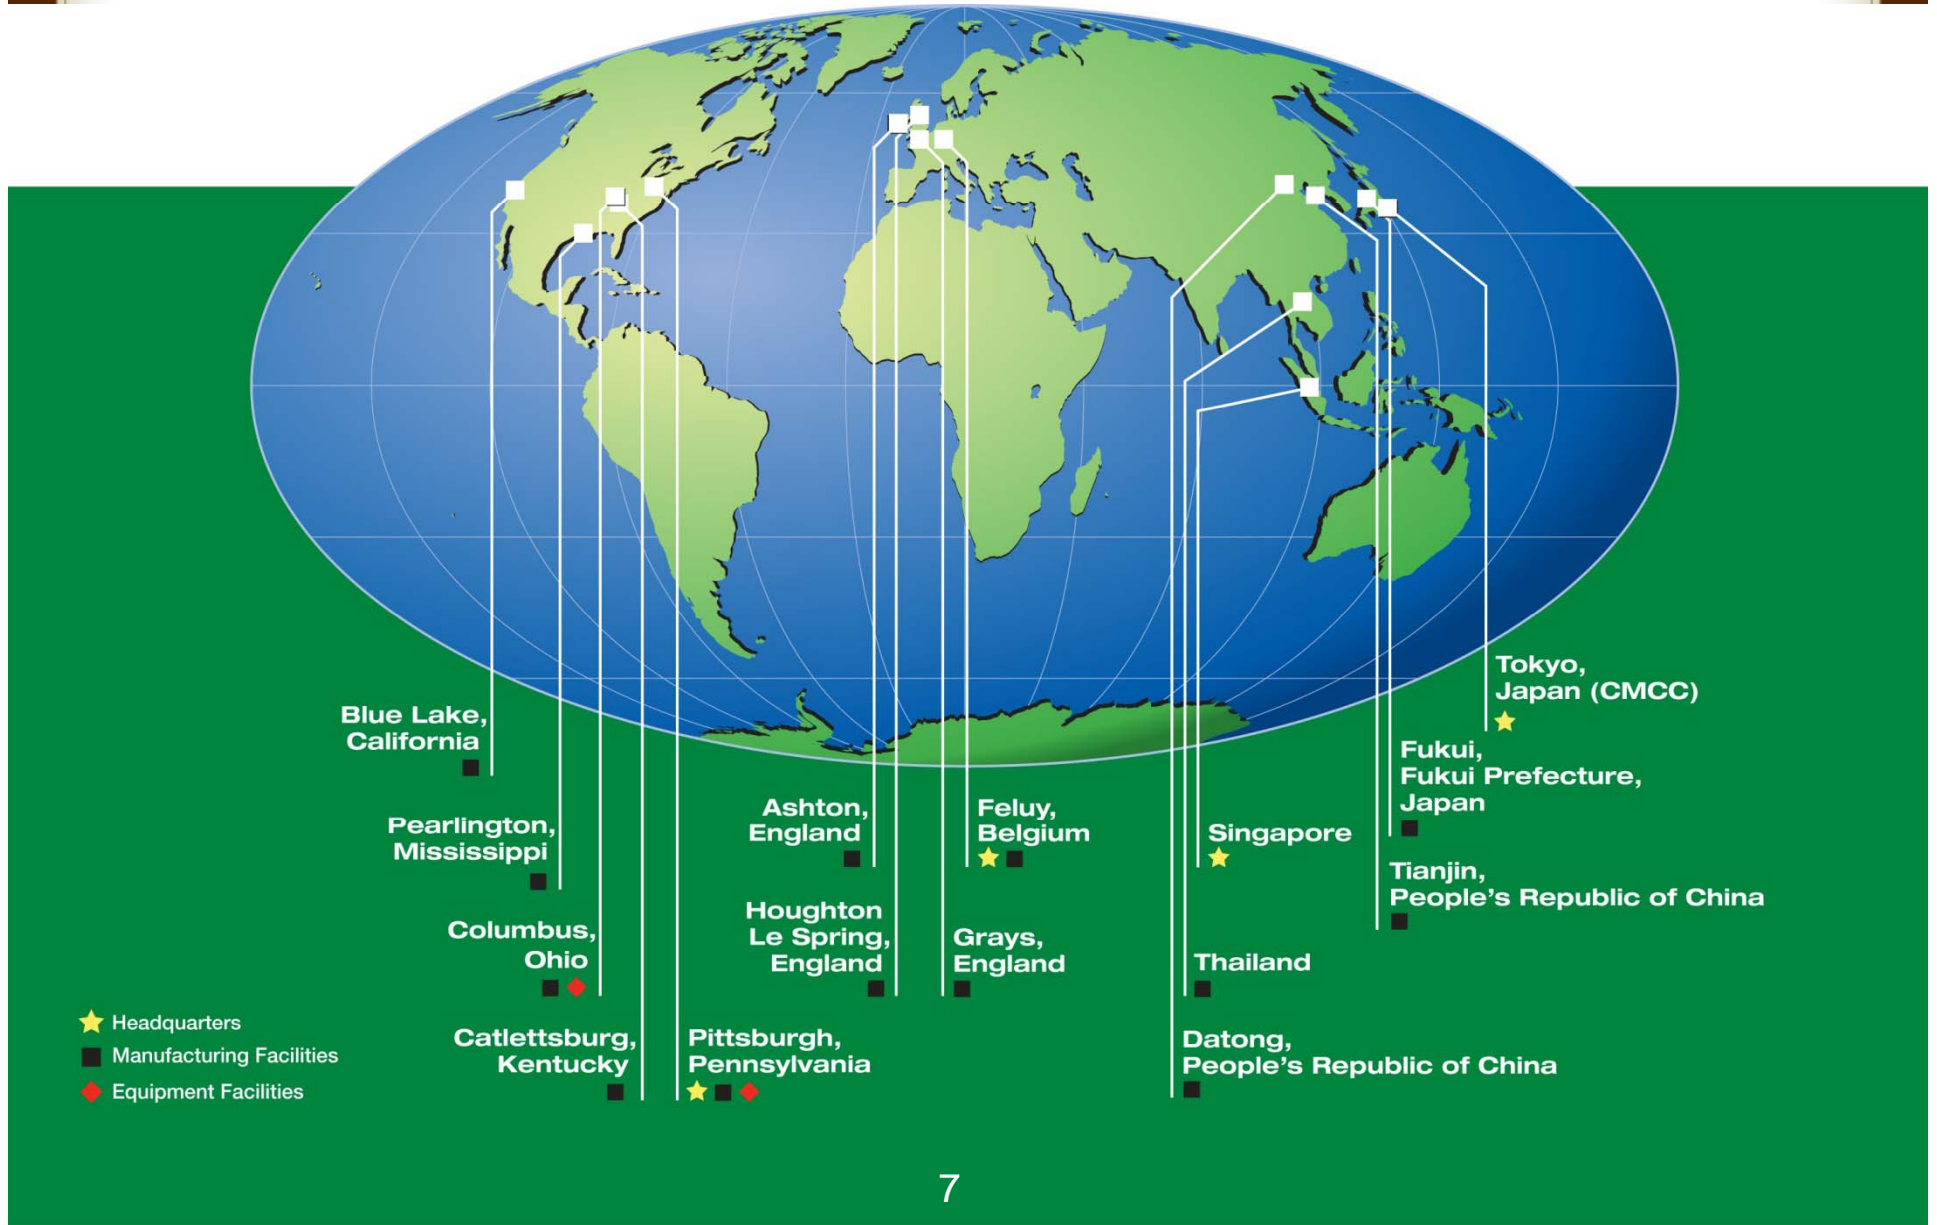 Blue Lake,
California
Pearlington,
Mississippi
Columbus,
Ohio
Catlettsburg,
Kentucky
Pittsburgh,
Pennsylvania
Ashton,
England
Houghton
Le Spring,
England
Feluy,
Belgium
Grays,
England
Singapore
Thailand
Datong,
People's Republic of China
Tokyo,
Japan (CMCC)
Fukui,
Fukui Prefecture,
Japan
Tianjin,
People's Republic of China
Headquarters
Manufacturing Facilities
Equipment Facilities
7